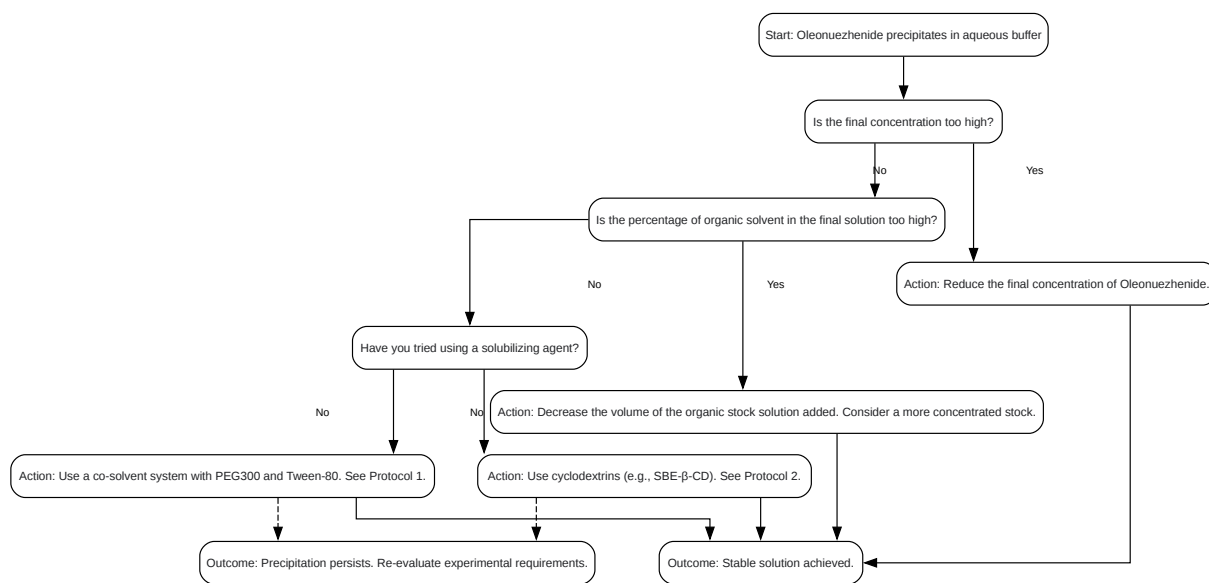 Start: Oleonuezhenide precipitates in aqueous buffer
Is the final concentration too high?
No
Yes
Is the percentage of organic solvent in the final solution too high?
Action: Reduce the final concentration of Oleonuezhenide.
No
Yes
Have you tried using a solubilizing agent?
No
No
Action: Decrease the volume of the organic stock solution added. Consider a more concentrated stock.
Action: Use a co-solvent system with PEG300 and Tween-80. See Protocol 1.
Action: Use cyclodextrins (e.g., SBE-β-CD). See Protocol 2.
Outcome: Precipitation persists. Re-evaluate experimental requirements.
Outcome: Stable solution achieved.